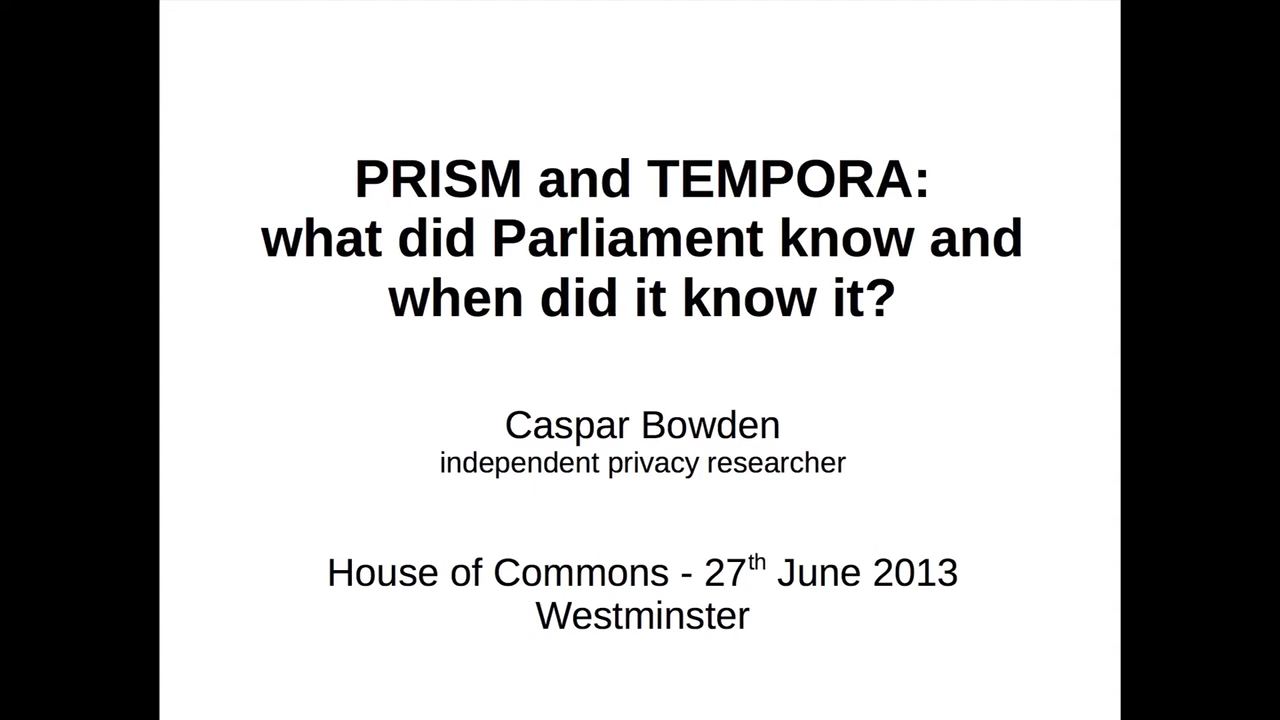 PRISM and TEMPORA:
what did Parliament know and
when did it know it?
Caspar Bowden
independent privacy researcher
House of Commons - 27th June 2013
Westminster